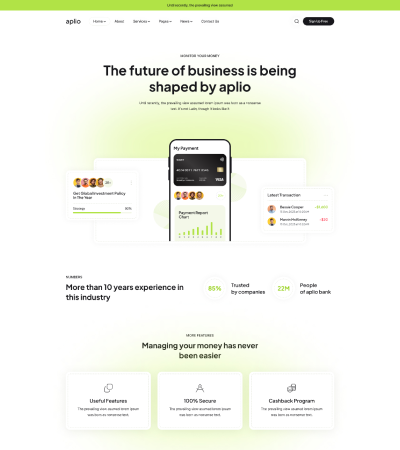 Until recently, the prevailing view assumed
aplio
Home
About
Services
Pages
News
Contact Us
Sign Up Free
MONITOR YOUR MONEY
The future of business is being
shaped by aplio
Until recently, the prevailing view assumed lorem ipsum was born as a nonsense
text. It's not Latin, though it looks like it
My Payment
VISA
Get Global Investment Policy
In The Year
Strategy
Payment Report
Chart
Latest Transaction
Bessie Cooper
Marvin McKinney
NUMBERS
More than 10 years experience in
this industry
85%
Trusted
by companies
22M
People
of aplio bank
MORE FEATURES
Managing your money has never
been easier
Useful Features
The prevailing view assumed lorem ipsum
was born as nonsense text.
100% Secure
The prevailing view assumed lorem ipsum
was born as nonsense text.
Cashback Program
The prevailing view assumed lorem ipsum
was born as nonsense text.